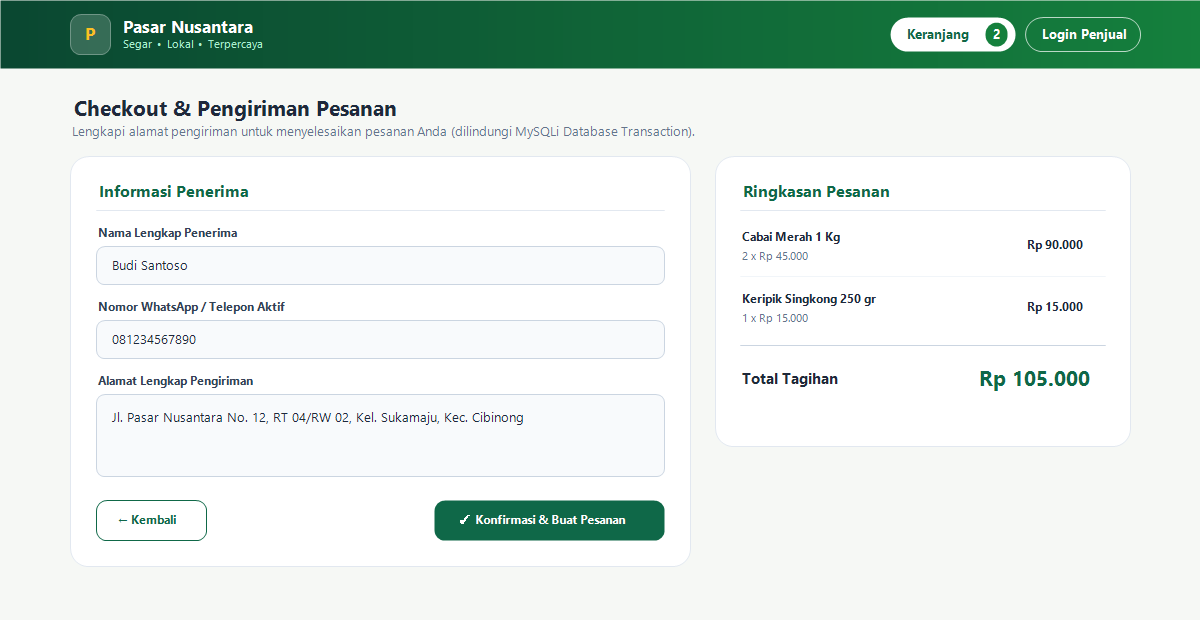 P
Pasar Nusantara
Segar • Lokal • Terpercaya
Keranjang 2
Login Penjual
Checkout & Pengiriman Pesanan
Lengkapi alamat pengiriman untuk menyelesaikan pesanan Anda (dilindungi MySQLi Database Transaction).
Informasi Penerima
Nama Lengkap Penerima
Budi Santoso
Nomor WhatsApp / Telepon Aktif
081234567890
Alamat Lengkap Pengiriman
Jl. Pasar Nusantara No. 12, RT 04/RW 02, Kel. Sukamaju, Kec. Cibinong
← Kembali
✓ Konfirmasi & Buat Pesanan
Ringkasan Pesanan
Cabai Merah 1 Kg
2 x Rp 45.000
Rp 90.000
Keripik Singkong 250 gr
1 x Rp 15.000
Rp 15.000
Total Tagihan
Rp 105.000